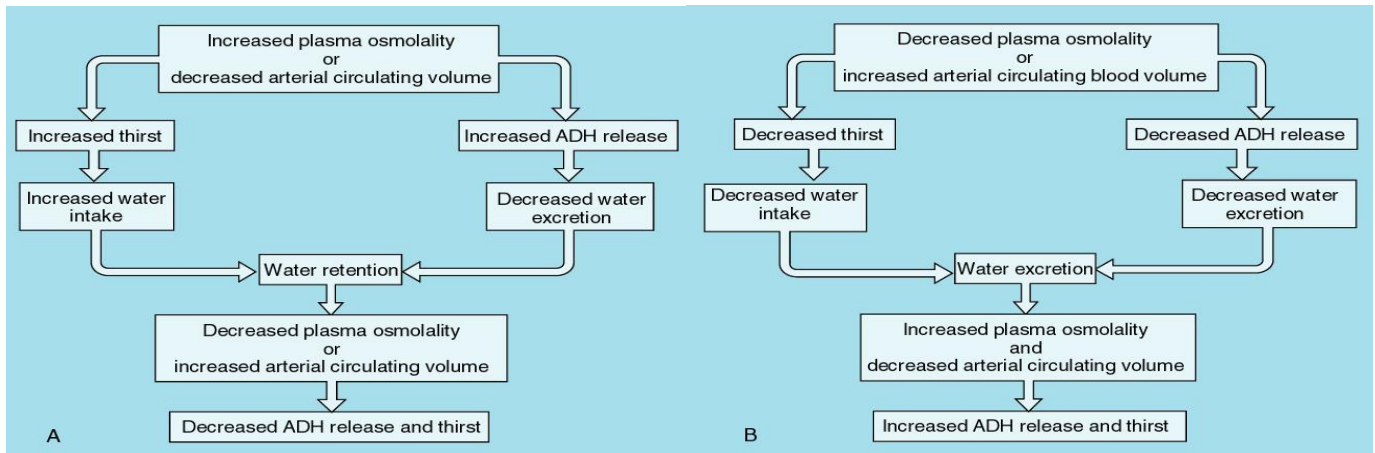 Increased plasma osmolality
or
decreased arterial circulating volume
Increased thirst
Increased ADH release
Increased water
intake
Decreased water
excretion
Water retention
Decreased plasma osmolality
or
increased arterial circulating volume
Decreased ADH release and thirst
A
Decreased plasma osmolality
or
increased arterial circulating blood volume
Decreased thirst
Decreased ADH release
Decreased water
intake
Decreased water
excretion
Water excretion
Increased plasma osmolality
and
decreased arterial circulating volume
Increased ADH release and thirst
B